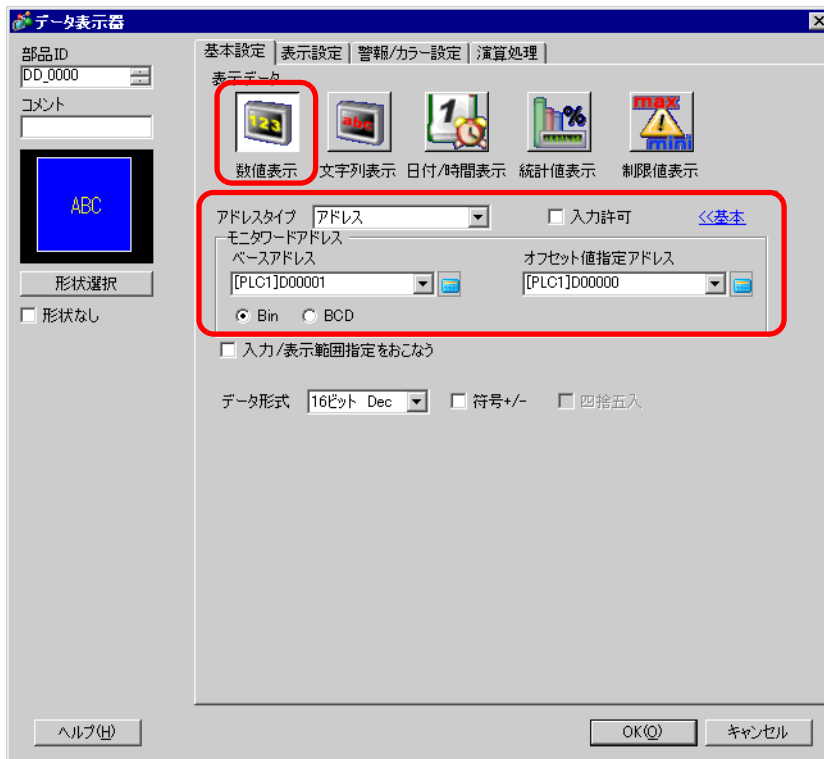 データ表示器
部品ID
DD_0000
コメント
ABC
形状選択
形状なし
基本設定 表示設定 警報/カラー設定 演算処理
表示データ
123 abc 1 % max mini
数値表示 文字列表示 日付/時間表示 統計値表示 制限値表示
アドレスタイプ アドレス 入力許可 <<基本
モニタワードアドレス
ベースアドレス オフセット値指定アドレス
[PLC1]D00001 [PLC1]D00000
Bin BCD
入力/表示範囲指定をおこなう
データ形式 16ビット Dec 符号+/- 四捨五入
ヘルプ(H) OK(O) キャンセル